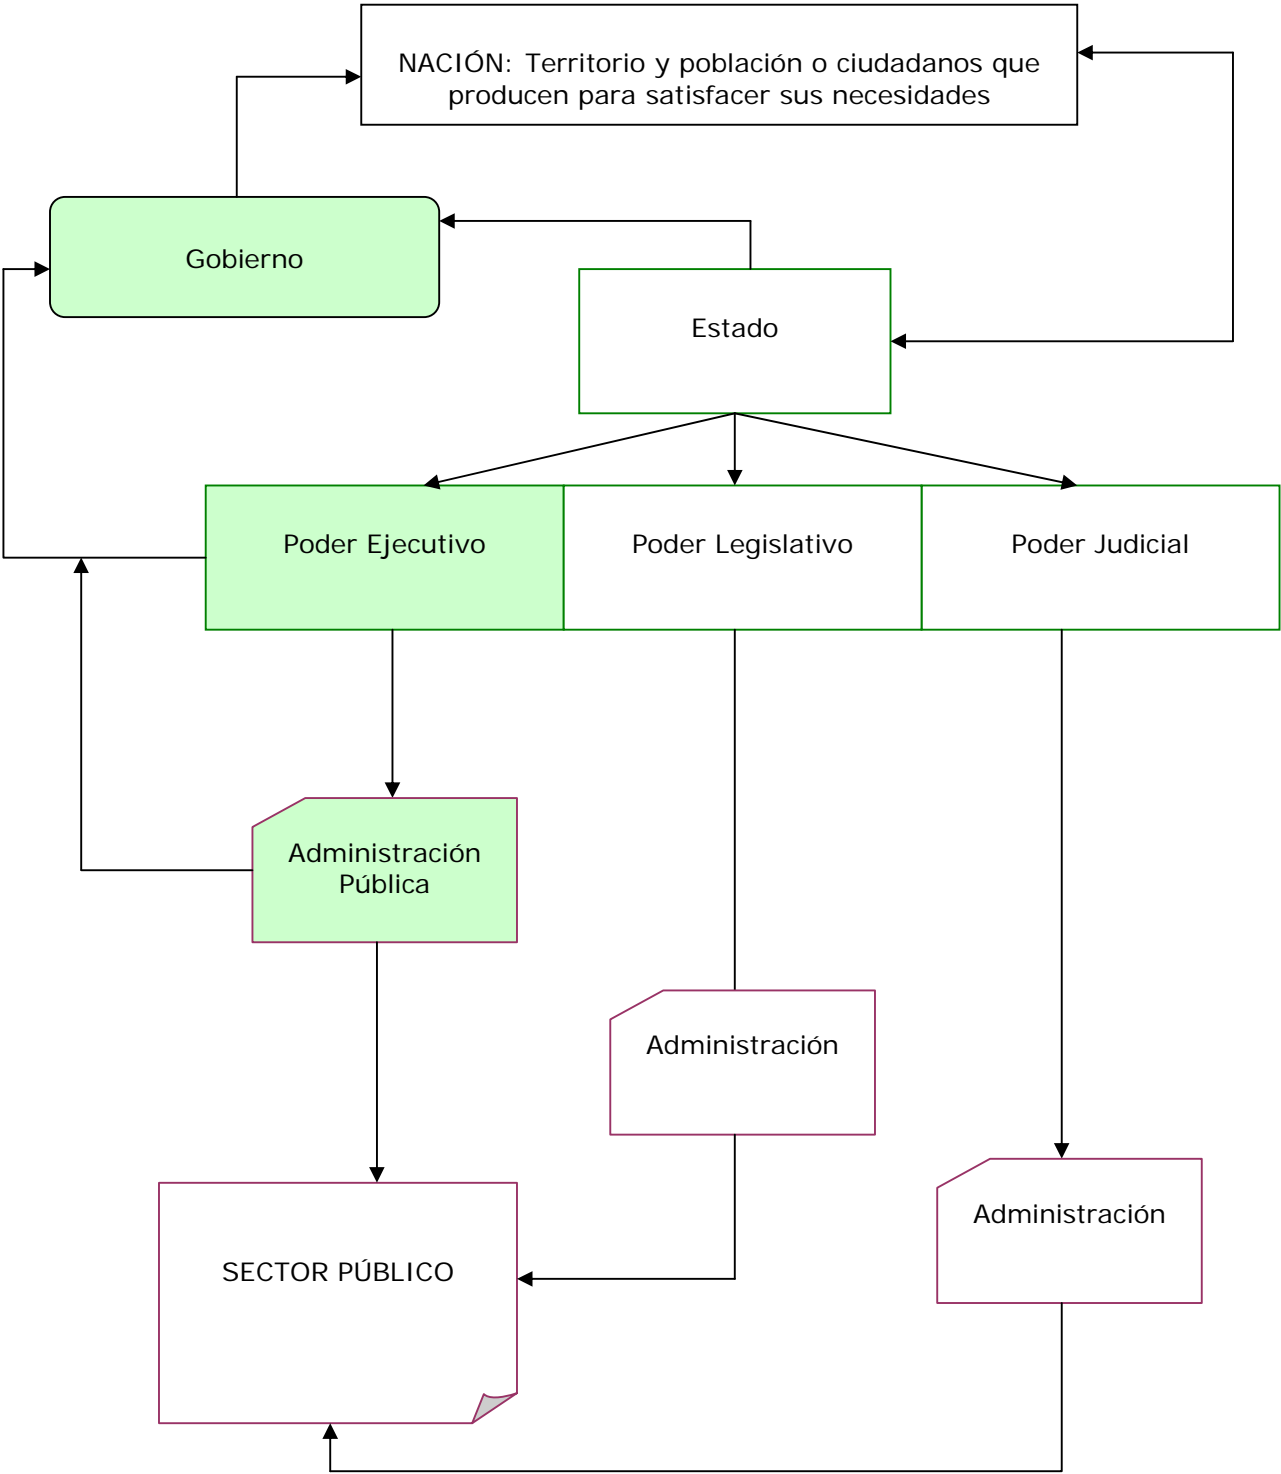 NACIÓN: Territorio y población o ciudadanos que
producen para satisfacer sus necesidades
Gobierno
Estado
Poder Ejecutivo
Poder Legislativo
Poder Judicial
Administración
Pública
Administración
Administración
SECTOR PÚBLICO